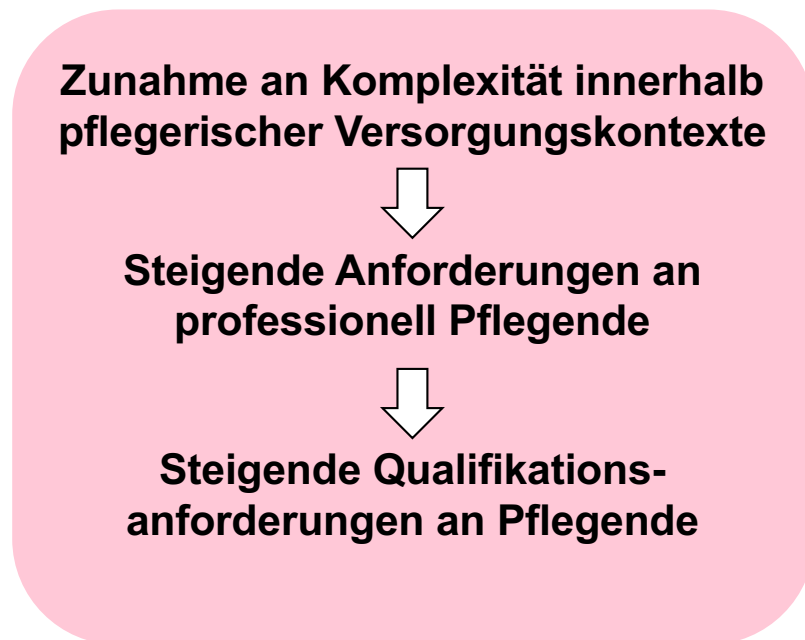 Zunahme an Komplexität innerhalb
pflegerischer Versorgungskontexte
Steigende Anforderungen an
professionell Pflegende
Steigende Qualifikations-
anforderungen an Pflegende